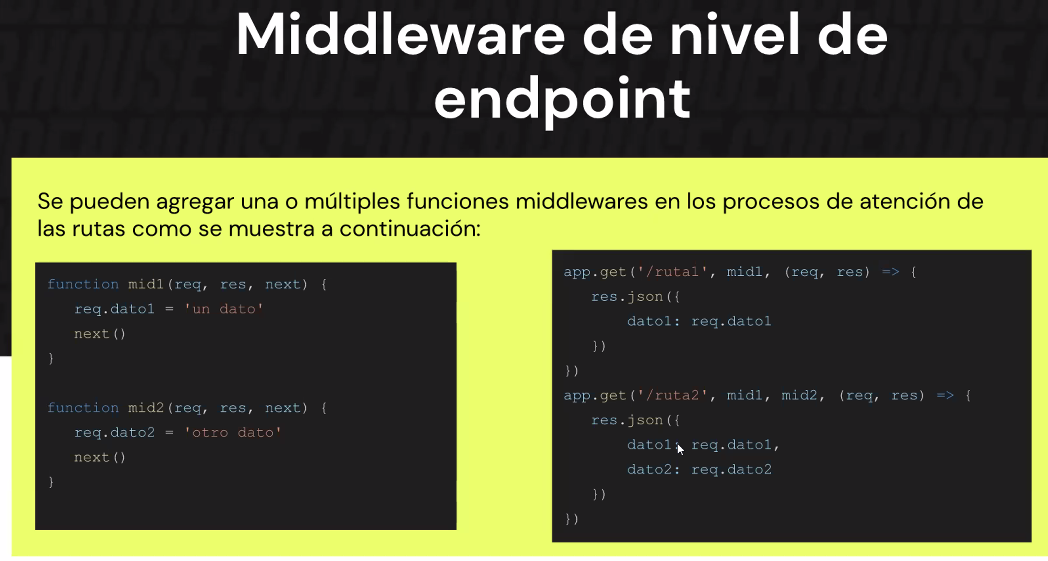 Middleware de nivel de
endpoint
Se pueden agregar una o múltiples funciones middlewares en los procesos de atención de
las rutas como se muestra a continuación:
function mid1(req, res, next) {
req.dato1 = 'un dato'
next()
}
function mid2(req, res, next) {
req.dato2 = 'otro dato'
next()
}
app.get('/ruta1', mid1, (req, res) => {
res.json({
dato1: req.dato1
})
})
app.get('/ruta2', mid1, mid2, (req, res) => {
res.json({
dato1: req.dato1,
dato2: req.dato2
})
})